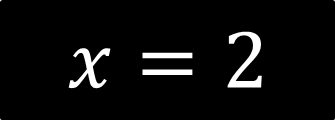 x = 2